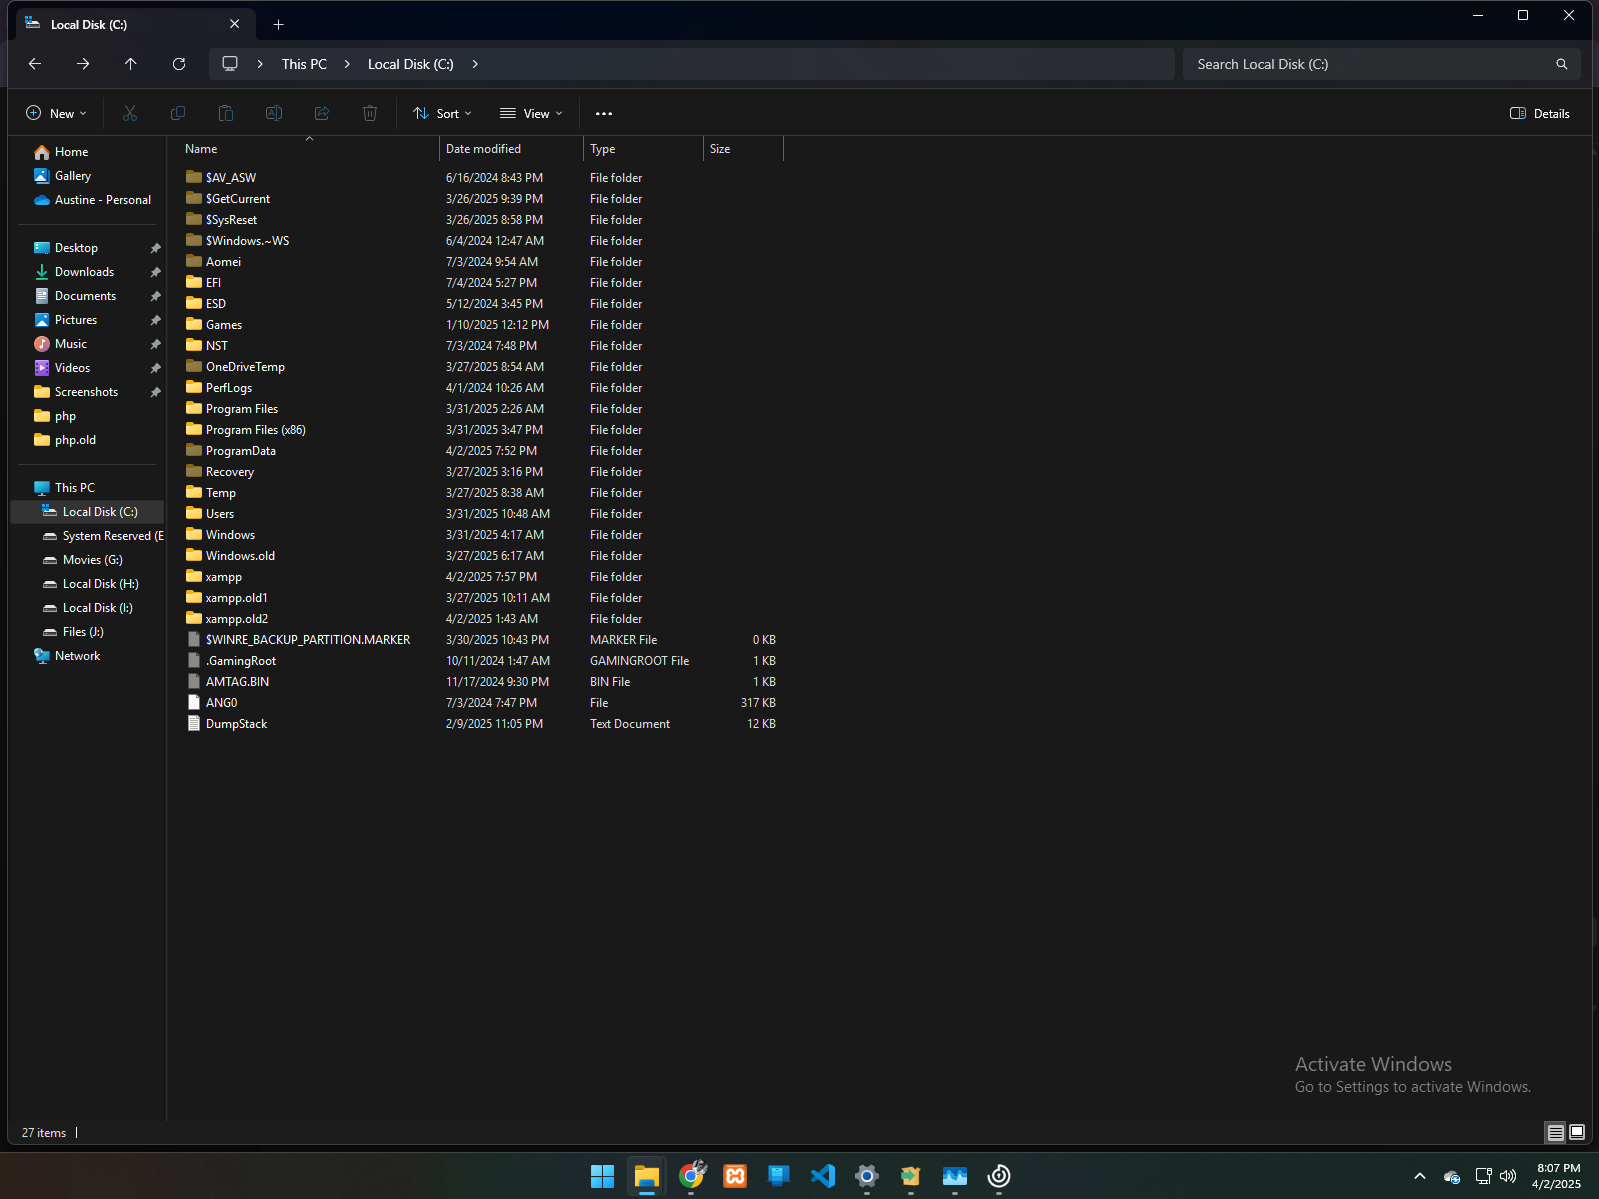 Local Disk (C:)
This PC
Local Disk (C:)
Search Local Disk (C:)
New
Sort
View
Details
Home
Gallery
Austine - Personal
Desktop
Downloads
Documents
Pictures
Music
Videos
Screenshots
php
php.old
This PC
Local Disk (C:)
System Reserved (E
Movies (G:)
Local Disk (H:)
Local Disk (I:)
Files (J:)
Network
Name Date modified Type Size
$AV_ASW 6/16/2024 8:43 PM File folder
$GetCurrent 3/26/2025 9:39 PM File folder
$SysReset 3/26/2025 8:58 PM File folder
$Windows.~WS 6/4/2024 12:47 AM File folder
Aomei 7/3/2024 9:54 AM File folder
EFI 7/4/2024 5:27 PM File folder
ESD 5/12/2024 3:45 PM File folder
Games 1/10/2025 12:12 PM File folder
NST 7/3/2024 7:48 PM File folder
OneDriveTemp 3/27/2025 8:54 AM File folder
PerfLogs 4/1/2024 10:26 AM File folder
Program Files 3/31/2025 2:26 AM File folder
Program Files (x86) 3/31/2025 3:47 PM File folder
ProgramData 4/2/2025 7:52 PM File folder
Recovery 3/27/2025 3:16 PM File folder
Temp 3/27/2025 8:38 AM File folder
Users 3/31/2025 10:48 AM File folder
Windows 3/31/2025 4:17 AM File folder
Windows.old 3/27/2025 6:17 AM File folder
xampp 4/2/2025 7:57 PM File folder
xampp.old1 3/27/2025 10:11 AM File folder
xampp.old2 4/2/2025 1:43 AM File folder
$WINRE_BACKUP_PARTITION.MARKER 3/30/2025 10:43 PM MARKER File 0 KB
.GamingRoot 10/11/2024 1:47 AM GAMINGROOT File 1 KB
AMTAG.BIN 11/17/2024 9:30 PM BIN File 1 KB
ANG0 7/3/2024 7:47 PM File 317 KB
DumpStack 2/9/2025 11:05 PM Text Document 12 KB
Activate Windows
Go to Settings to activate Windows.
27 items
8:07 PM
4/2/2025